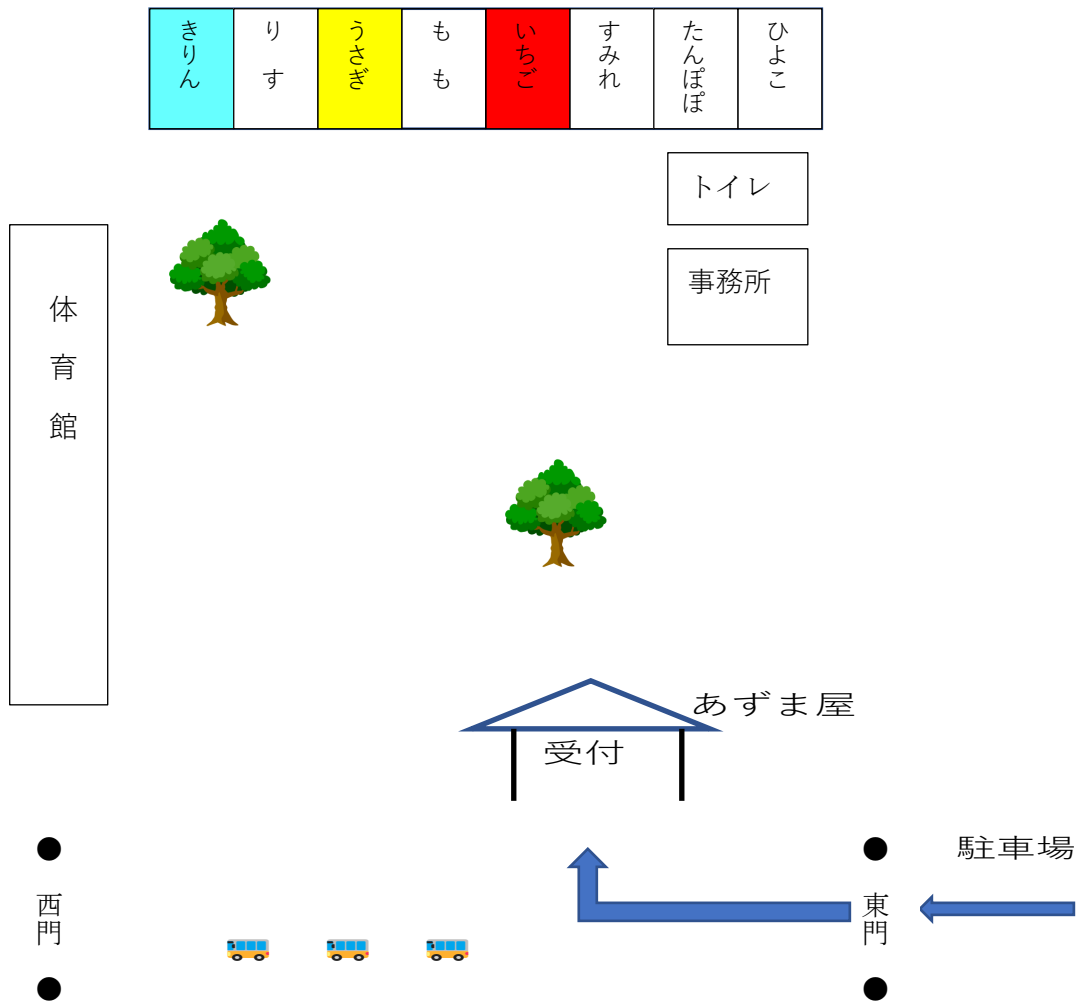 きりん
りす
うさぎ
もも
いちご
すみれ
たんぽぽ
ひよこ
トイレ
事務所
体育館
あずま屋
受付
駐車場
西門
東門